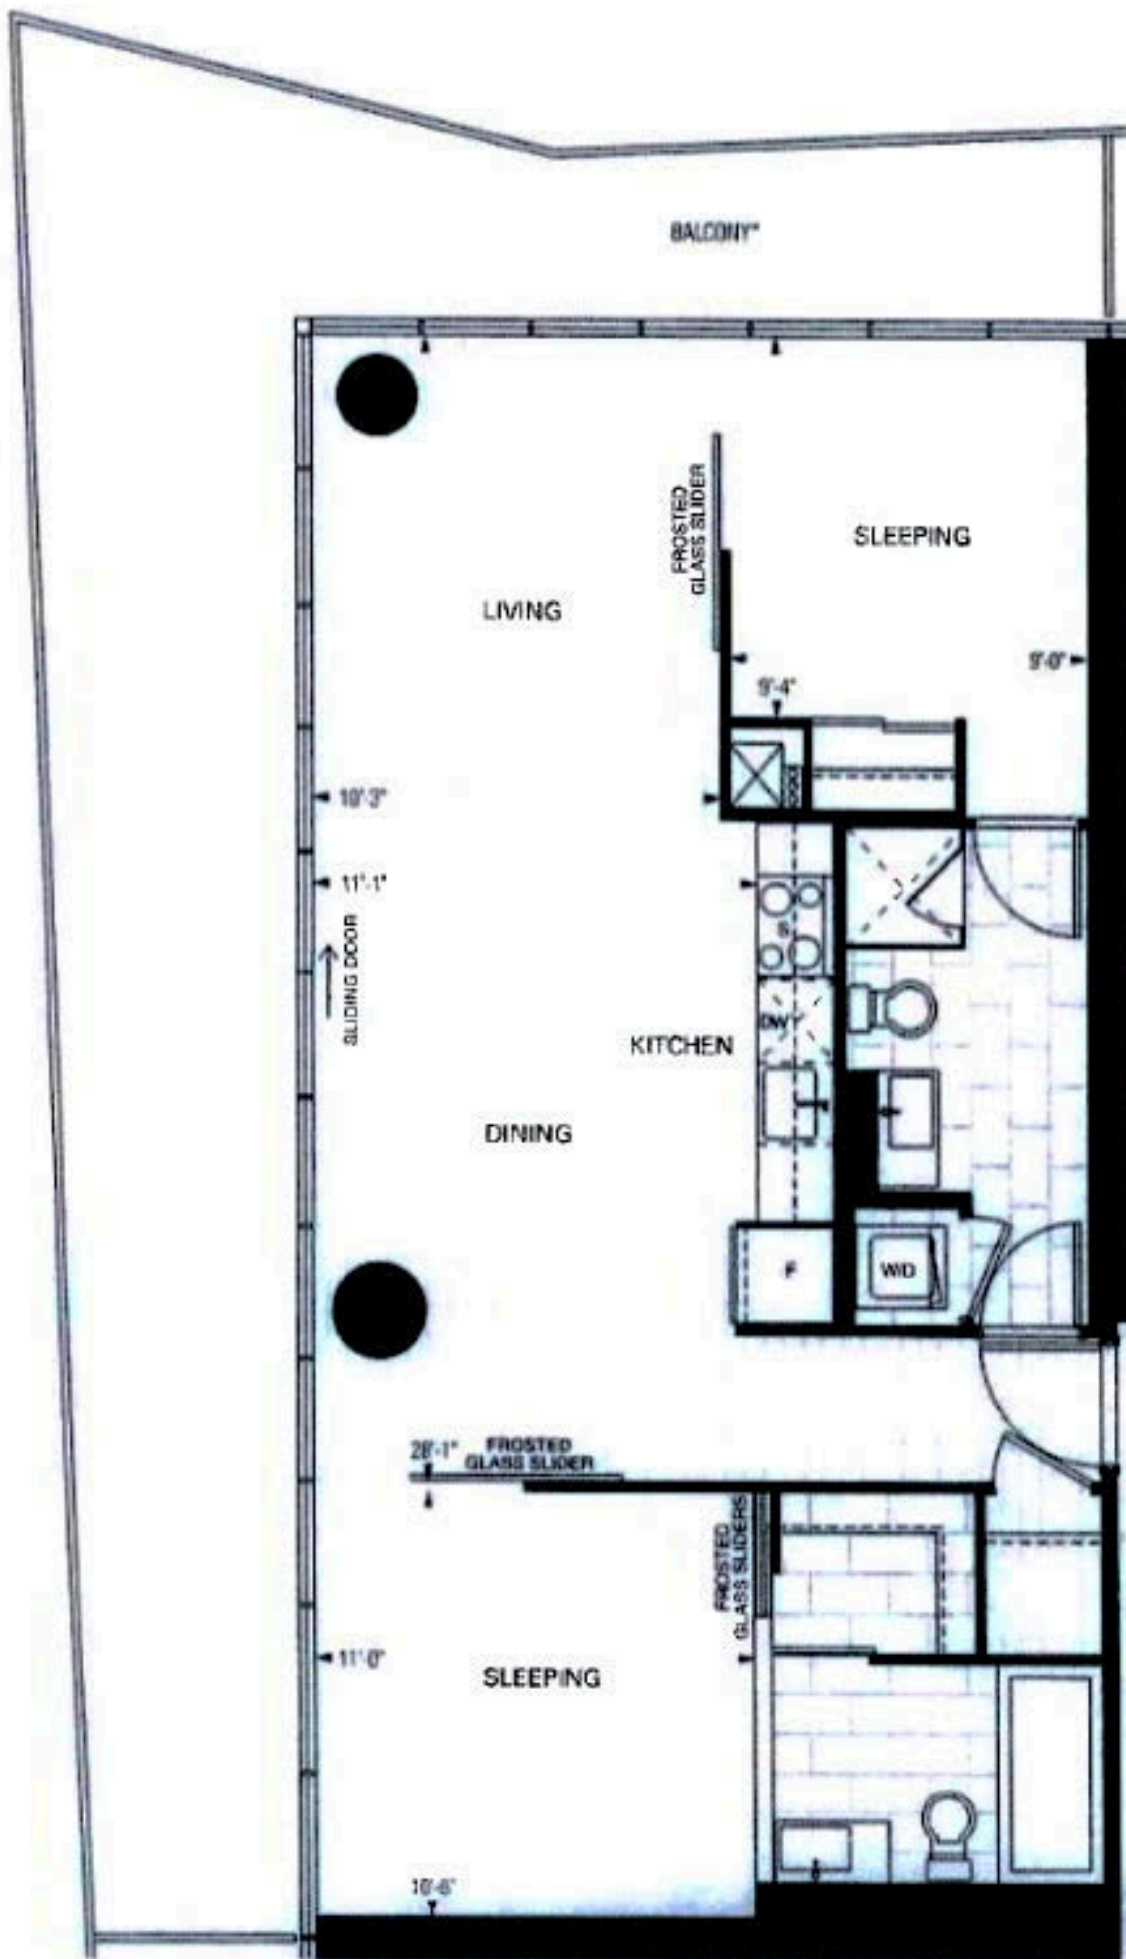 BALCONY*
FROSTED
GLASS SLIDER
SLEEPING
LIVING
9'-0"
9'-4"
10'-3"
11'-1"
SLIDING DOOR
DW
KITCHEN
DINING
F
W/D
28'-1"
FROSTED
GLASS SLIDER
FROSTED
GLASS SLIDERS
11'-0"
SLEEPING
10'-6"